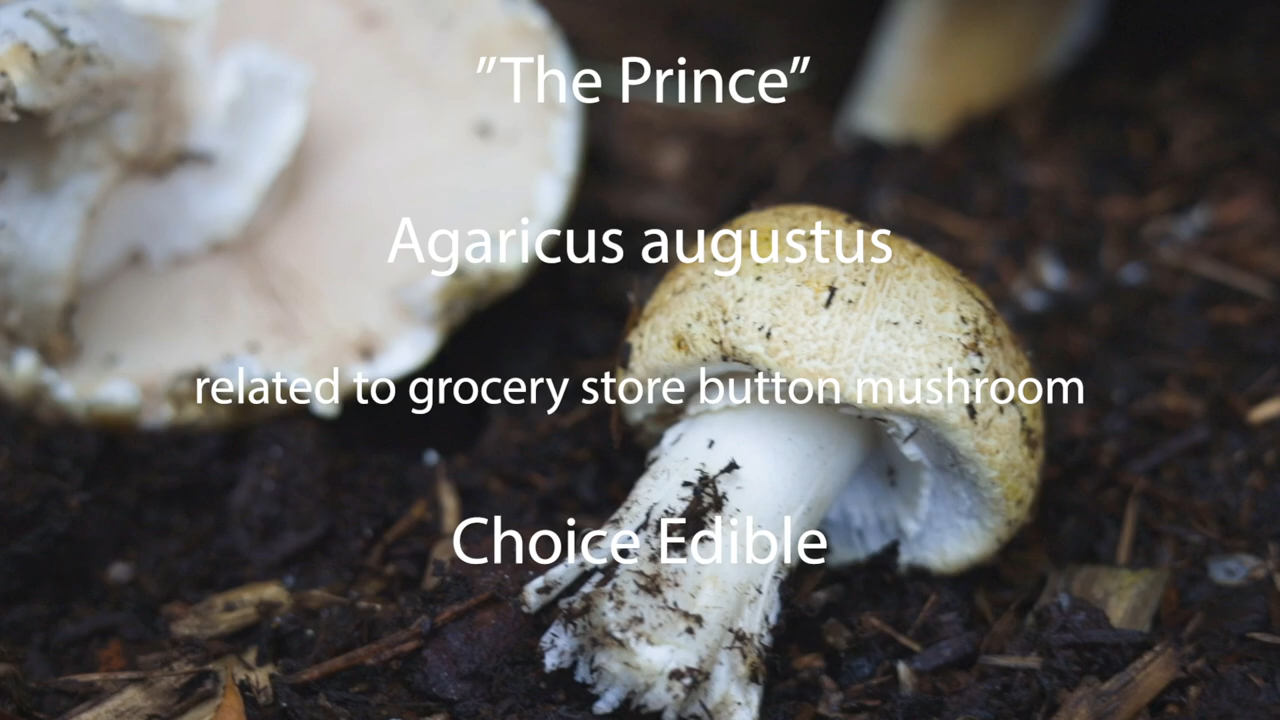 "The Prince"
Agaricus augustus
related to grocery store button mushroom
Choice Edible